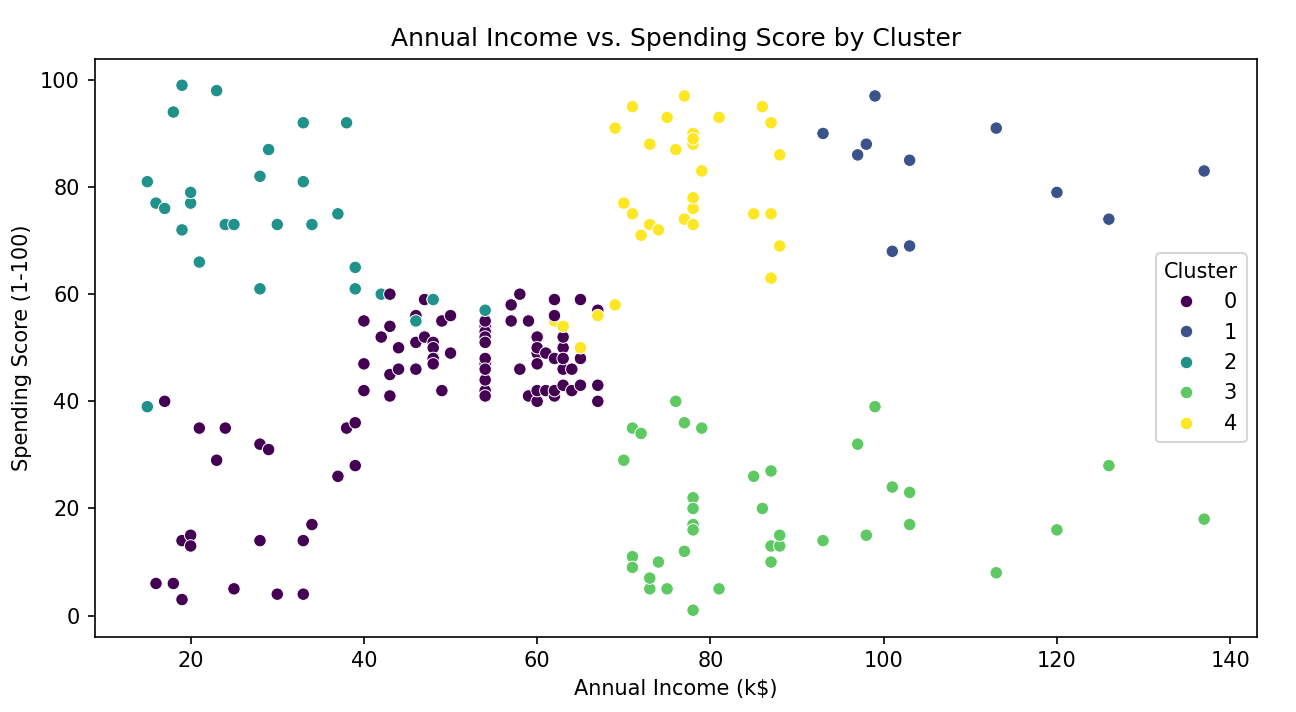 Annual Income vs. Spending Score by Cluster
Spending Score (1-100)
100
80
60
40
20
0
Cluster
0
1
2
3
4
20 40 60 80 100 120 140
Annual Income (k$)